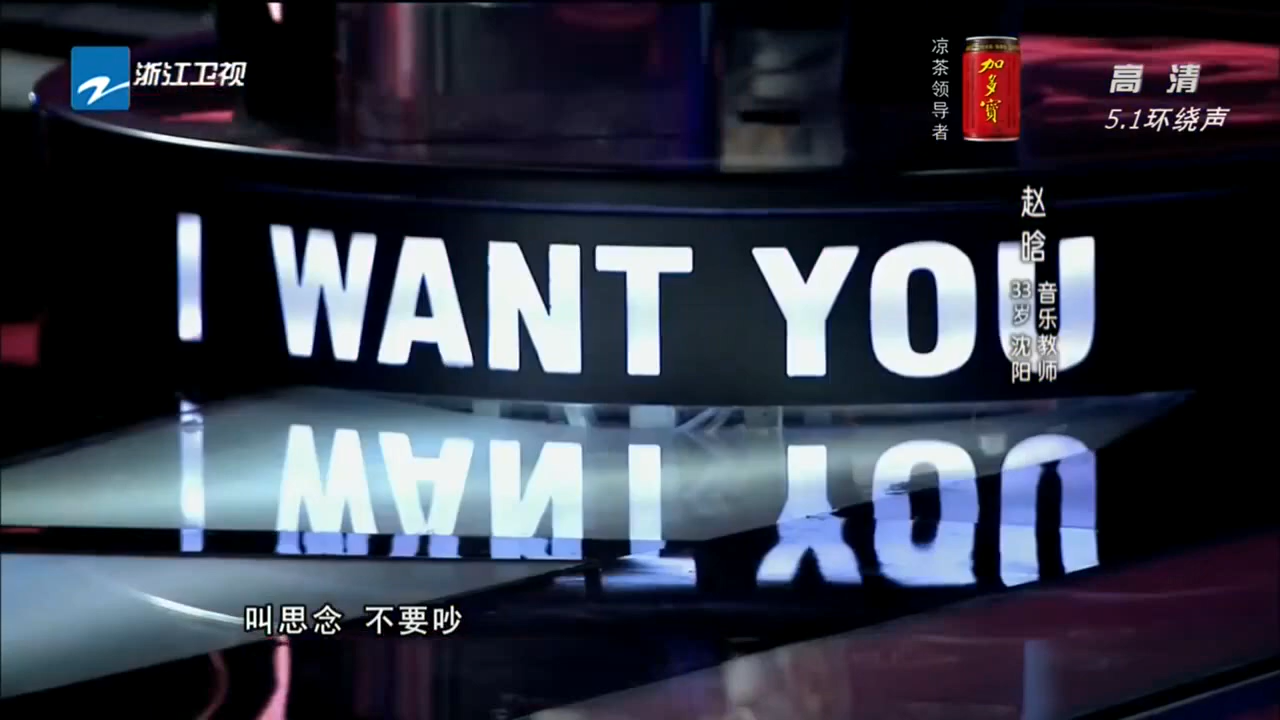 浙江卫视
凉茶领导者
加多寶
高清
5.1环绕声
赵晗
音乐教师
33岁 沈阳
I WANT YOU
叫思念 不要吵